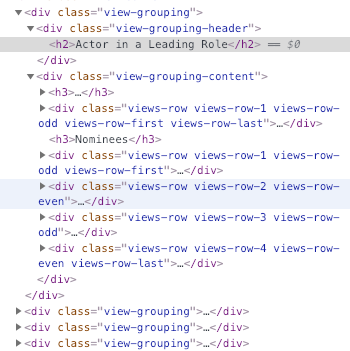 <div class="view-grouping">
<div class="view-grouping-header">
<h2>Actor in a Leading Role</h2> == $0
</div>
<div class="view-grouping-content">
<h3>…</h3>
<div class="views-row views-row-1 views-row-
odd views-row-first views-row-last">…</div>
<h3>Nominees</h3>
<div class="views-row views-row-1 views-row-
odd views-row-first">…</div>
<div class="views-row views-row-2 views-row-
even">…</div>
<div class="views-row views-row-3 views-row-
odd">…</div>
<div class="views-row views-row-4 views-row-
even views-row-last">…</div>
</div>
</div>
<div class="view-grouping">…</div>
<div class="view-grouping">…</div>
<div class="view-grouping">…</div>